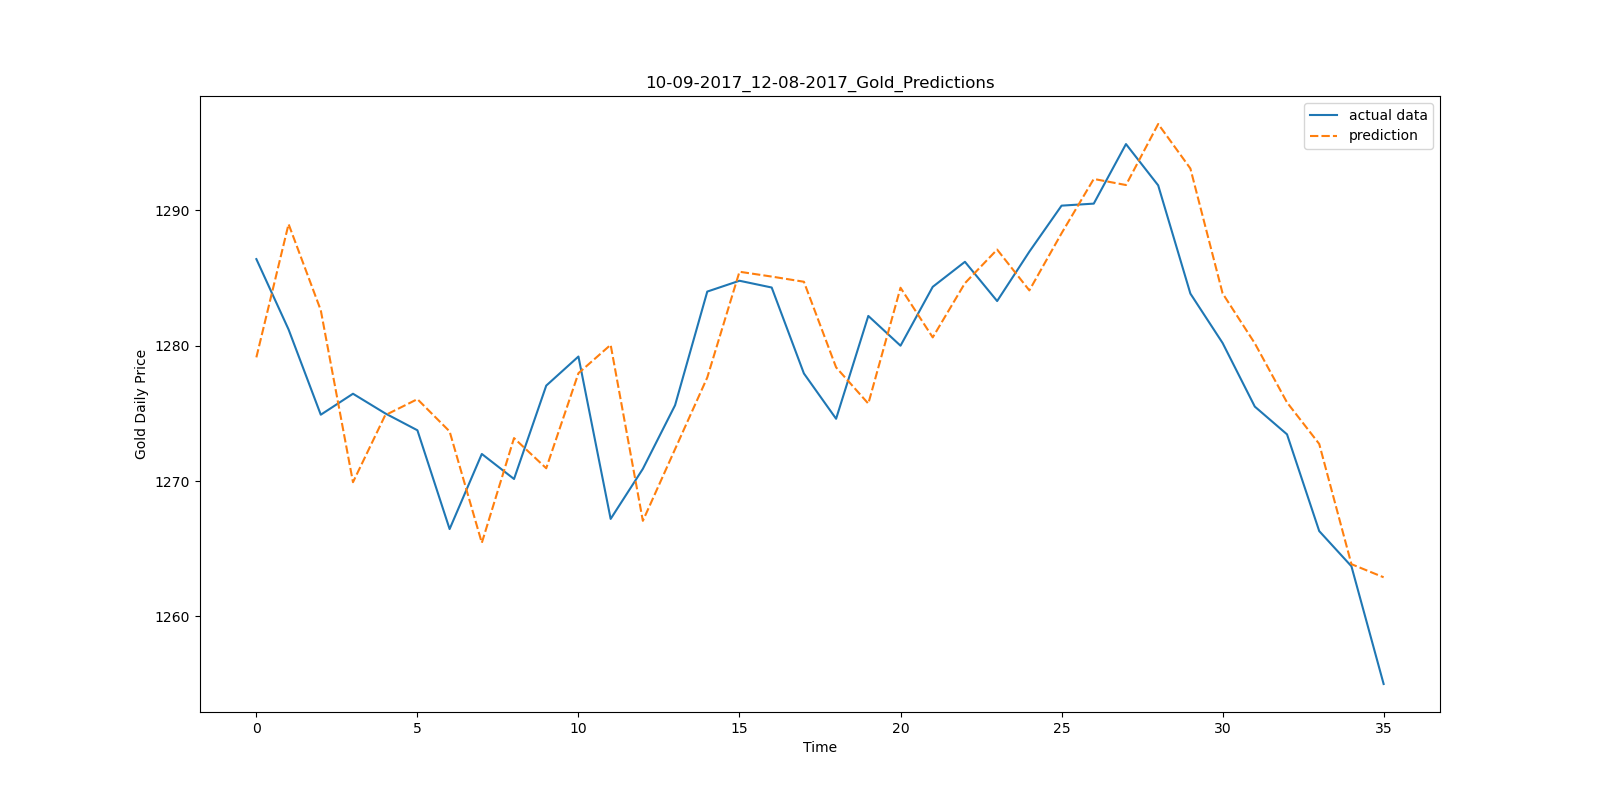 10-09-2017_12-08-2017_Gold_Predictions
actual data
prediction
Gold Daily Price
1290
1280
1270
1260
0 5 10 15 20 25 30 35
Time